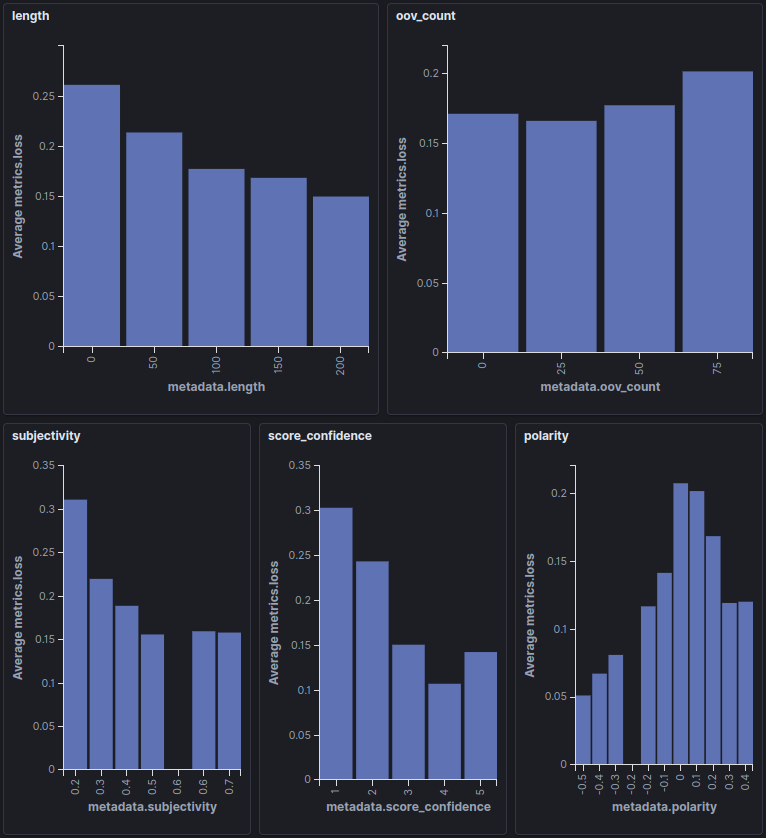 length
0.25
0.2
0.15
0.1
0.05
0
Average metrics.loss
0 50 100 150 200
metadata.length
oov_count
0.2
0.15
0.1
0.05
0
Average metrics.loss
0 25 50 75
metadata.oov_count
subjectivity
0.35
0.3
0.25
0.2
0.15
0.1
0.05
0
Average metrics.loss
0.2 0.3 0.4 0.5 0.6 0.6 0.7
metadata.subjectivity
score_confidence
0.35
0.3
0.25
0.2
0.15
0.1
0.05
0
Average metrics.loss
1 2 3 4 5
metadata.score_confidence
polarity
0.2
0.15
0.1
0.05
0
Average metrics.loss
-0.5 -0.4 -0.3 -0.2 -0.2 -0.1 0 0.1 0.2 0.3 0.4
metadata.polarity